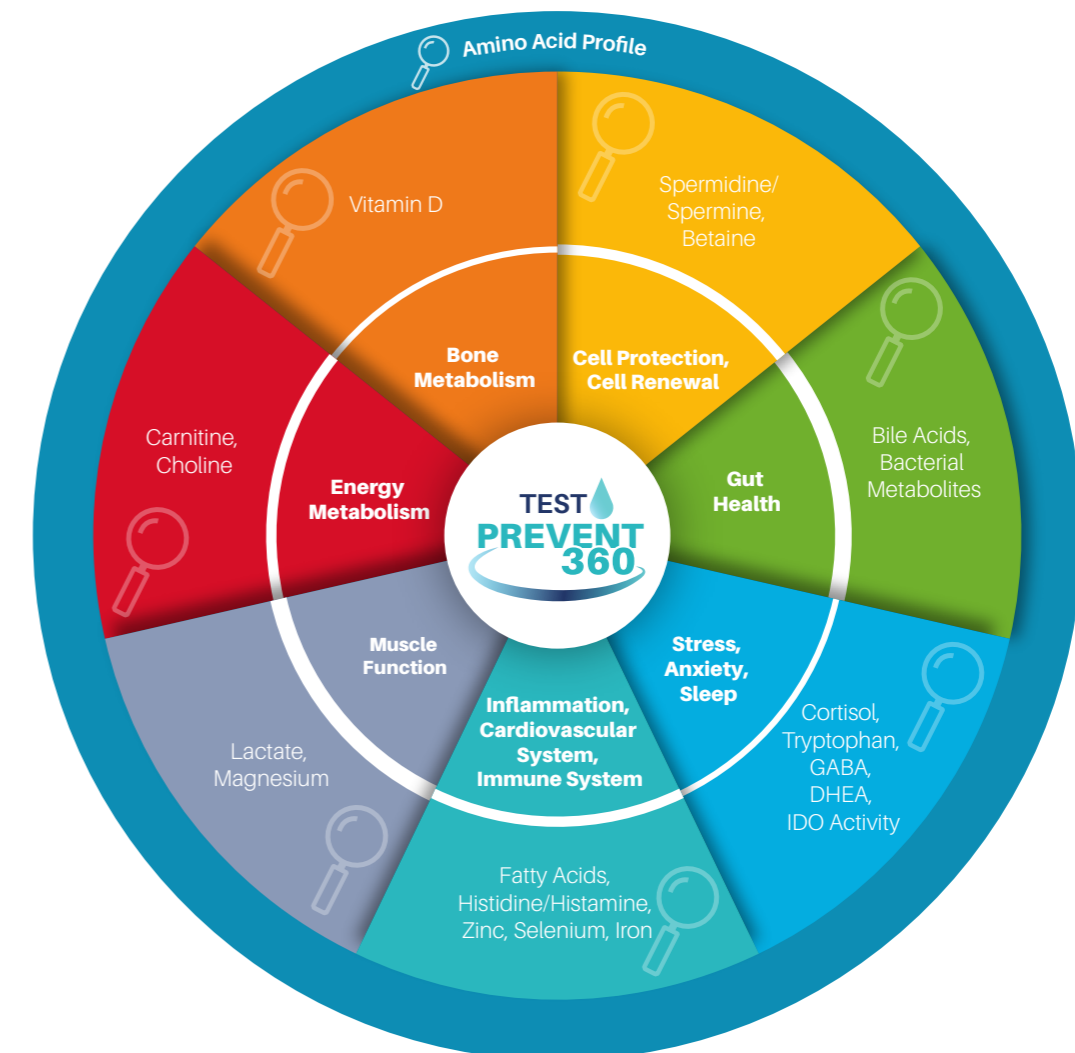 Amino Acid Profile
Vitamin D
Spermidine/
Spermine,
Betaine
Bone
Metabolism
Cell Protection,
Cell Renewal
Carnitine,
Choline
Energy
Metabolism
TEST
PREVENT
360
Gut
Health
Bile Acids,
Bacterial
Metabolites
Muscle
Function
Stress,
Anxiety,
Sleep
Inflammation,
Cardiovascular
System,
Immune System
Lactate,
Magnesium
Cortisol,
Tryptophan,
GABA,
DHEA,
IDO Activity
Fatty Acids,
Histidine/Histamine,
Zinc, Selenium, Iron